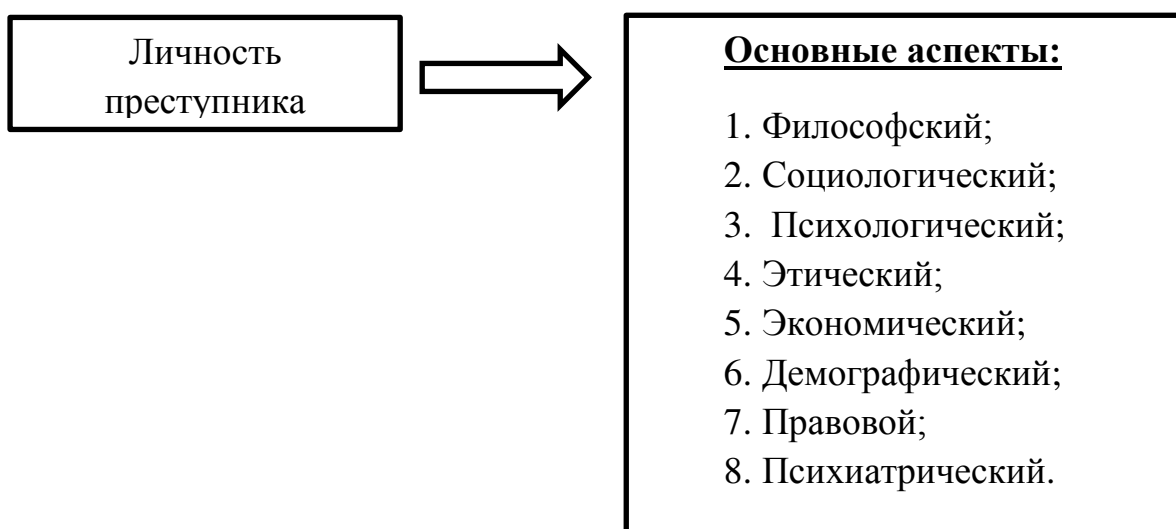 Личность
преступника
Основные аспекты:
1. Философский;
2. Социологический;
3. Психологический;
4. Этический;
5. Экономический;
6. Демографический;
7. Правовой;
8. Психиатрический.